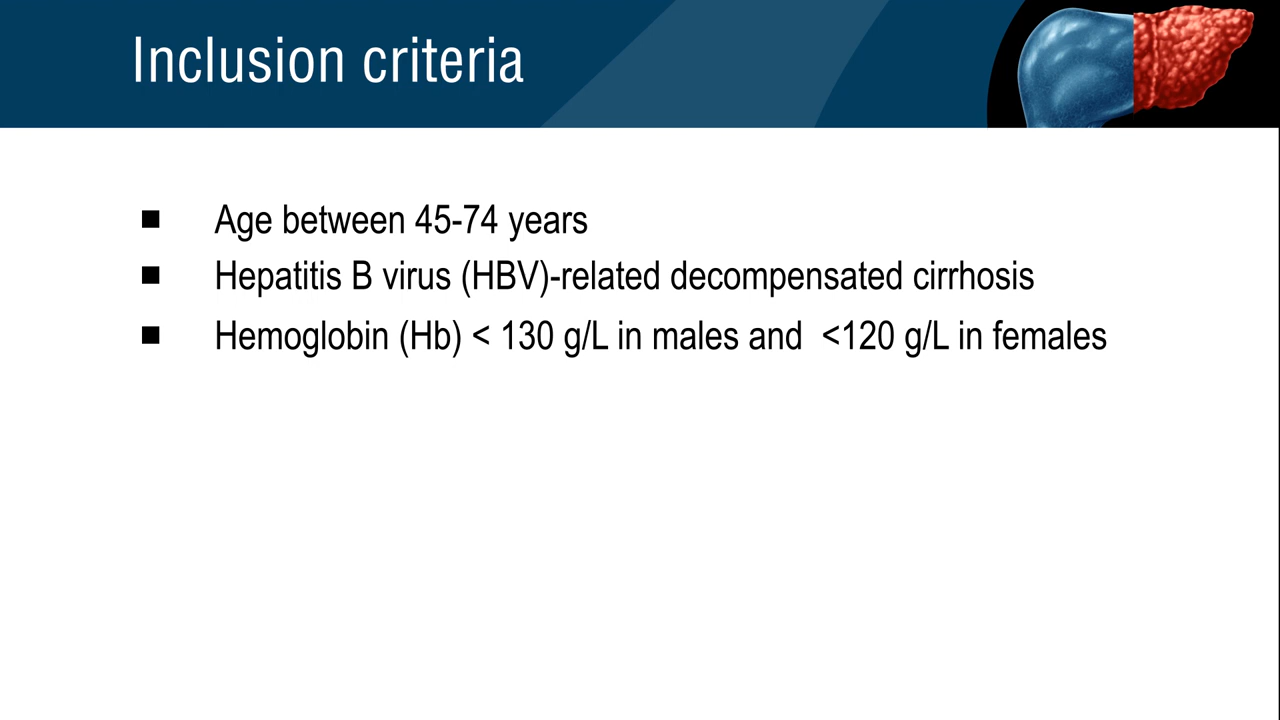 Inclusion criteria
■ Age between 45-74 years
■ Hepatitis B virus (HBV)-related decompensated cirrhosis
■ Hemoglobin (Hb) < 130 g/L in males and  <120 g/L in females